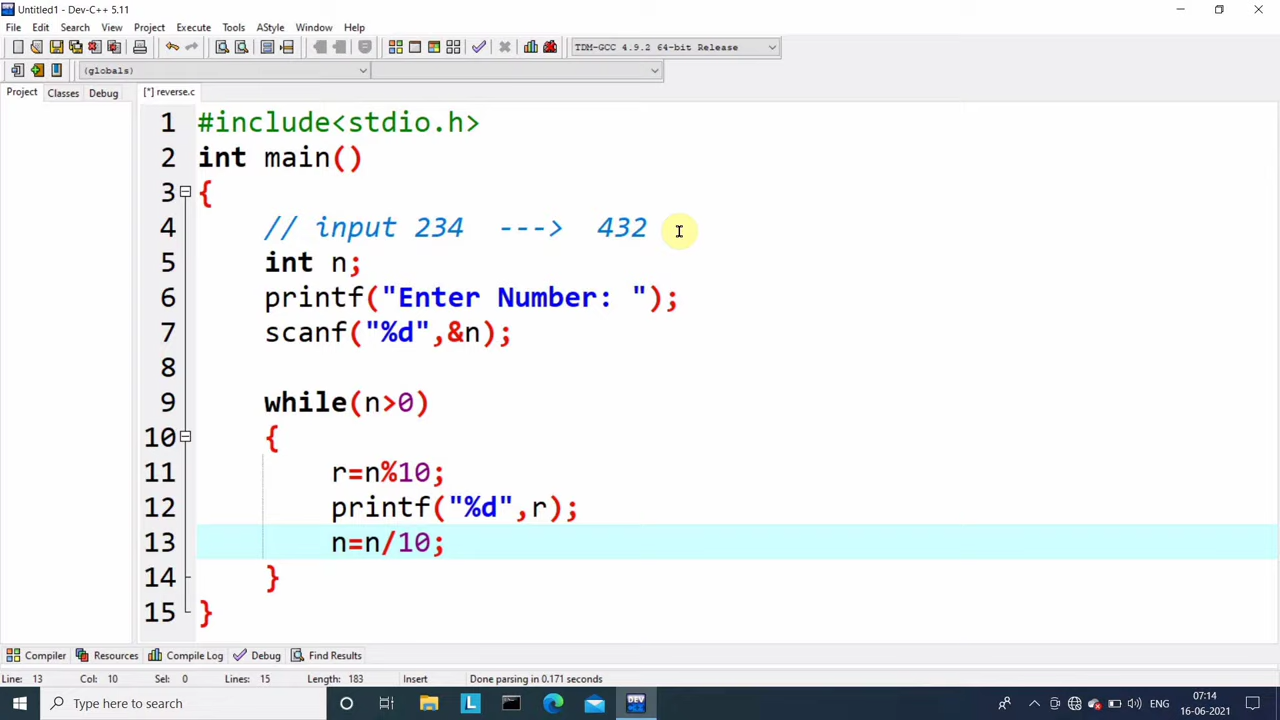 Untitled1 - Dev-C++ 5.11
File Edit Search View Project Execute Tools AStyle Window Help
TDM-GCC 4.9.2 64-bit Release
(globals)
Project Classes Debug [*] reverse.c
1 #include<stdio.h>
2 int main()
3 {
4 // input 234 ---> 432
5 int n;
6 printf("Enter Number: ");
7 scanf("%d",&n);
8
9 while(n>0)
10 {
11 r=n%10;
12 printf("%d",r);
13 n=n/10;
14 }
15 }
Compiler Resources Compile Log Debug Find Results
Line: 13 Col: 10 Sel: 0 Lines: 15 Length: 183 Insert Done parsing in 0.171 seconds
Type here to search L DEV ENG 07:14
16-06-2021